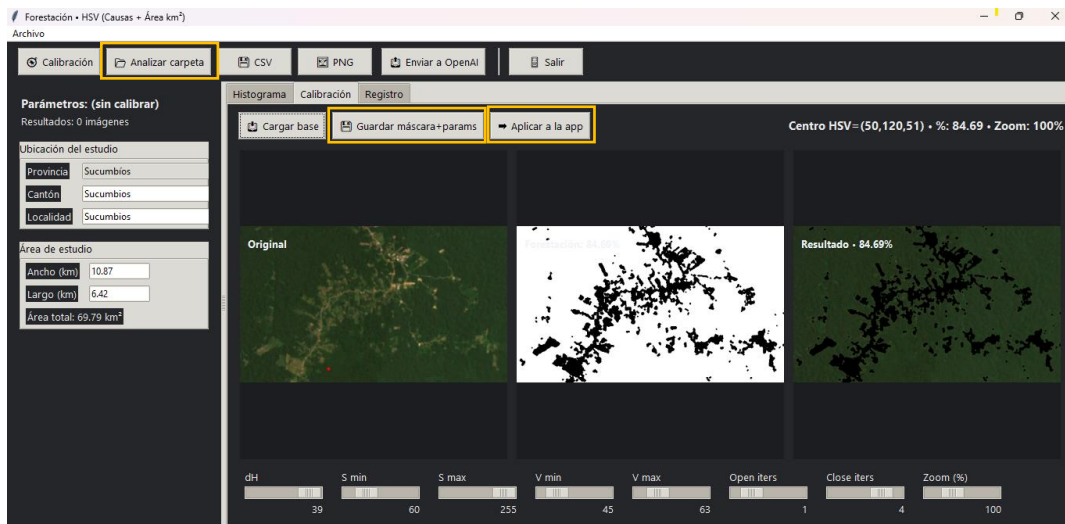 Forestación • HSV (Causas + Área km²)
Archivo
Calibración
Analizar carpeta
CSV
PNG
Enviar a OpenAI
Salir
Parámetros: (sin calibrar)
Resultados: 0 imágenes
Ubicación del estudio
Provincia Sucumbíos
Cantón Sucumbios
Localidad Sucumbios
Área de estudio
Ancho (km) 10.87
Largo (km) 6.42
Área total: 69.79 km²
Histograma Calibración Registro
Cargar base
Guardar máscara+params
Aplicar a la app
Centro HSV=(50,120,51) • %: 84.69 • Zoom: 100%
Original
Forestación: 84.69%
Resultado • 84.69%
dH S min S max V min V max Open iters Close iters Zoom (%)
39 60 255 45 63 1 4 100